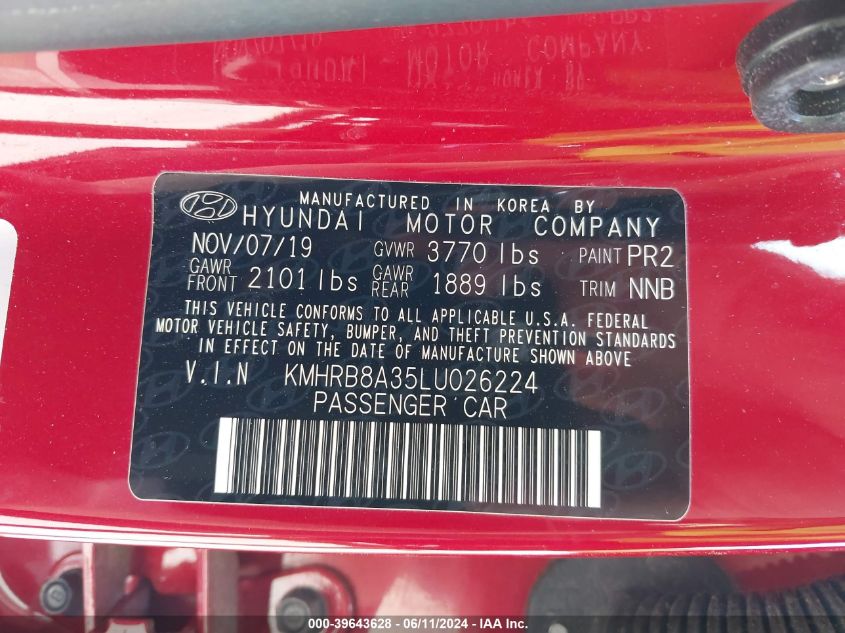 MANUFACTURED IN KOREA BY
HYUNDAI MOTOR COMPANY
NOV/07/19 GVWR 3770 lbs PAINT PR2
GAWR FRONT 2101 lbs GAWR REAR 1889 lbs TRIM NNB
THIS VEHICLE CONFORMS TO ALL APPLICABLE U.S.A. FEDERAL
MOTOR VEHICLE SAFETY, BUMPER, AND THEFT PREVENTION STANDARDS
IN EFFECT ON THE DATE OF MANUFACTURE SHOWN ABOVE
V.I.N KMHRB8A35LU026224
PASSENGER CAR
000-39643628 - 06/11/2024 - IAA, Inc.